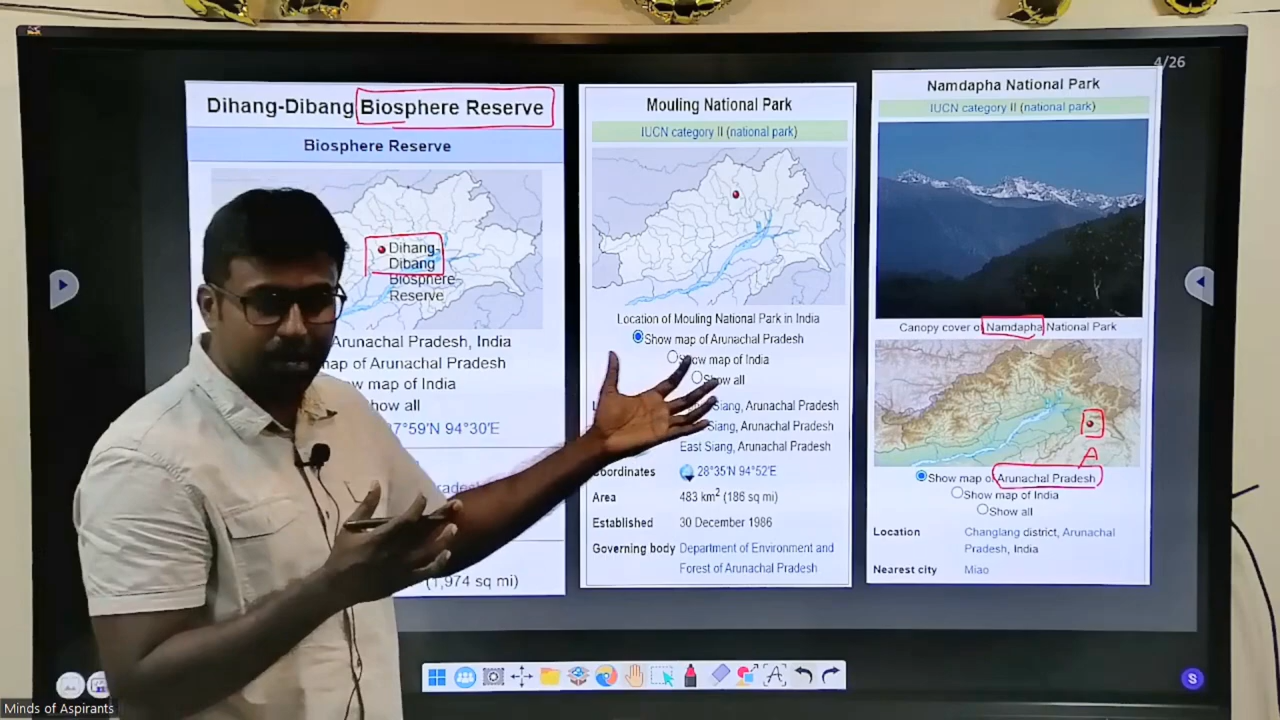 4/26
Dihang-Dibang Biosphere Reserve
Biosphere Reserve
Dihang-
Dibang
Biosphere
Reserve
Arunachal Pradesh, India
map of Arunachal Pradesh
map of India
show all
27°59'N 94°30'E
(1,974 sq mi)
Mouling National Park
IUCN category II (national park)
Location of Mouling National Park in India
Show map of Arunachal Pradesh
Show map of India
Show all
Siang, Arunachal Pradesh
Siang, Arunachal Pradesh
East Siang, Arunachal Pradesh
Coordinates 28°35'N 94°52'E
Area 483 km² (186 sq mi)
Established 30 December 1986
Governing body Department of Environment and
Forest of Arunachal Pradesh
Namdapha National Park
IUCN category II (national park)
Canopy cover of Namdapha National Park
A
Show map of Arunachal Pradesh
Show map of India
Show all
Location Changlang district, Arunachal
Pradesh, India
Nearest city Miao
A
S
Minds of Aspirants